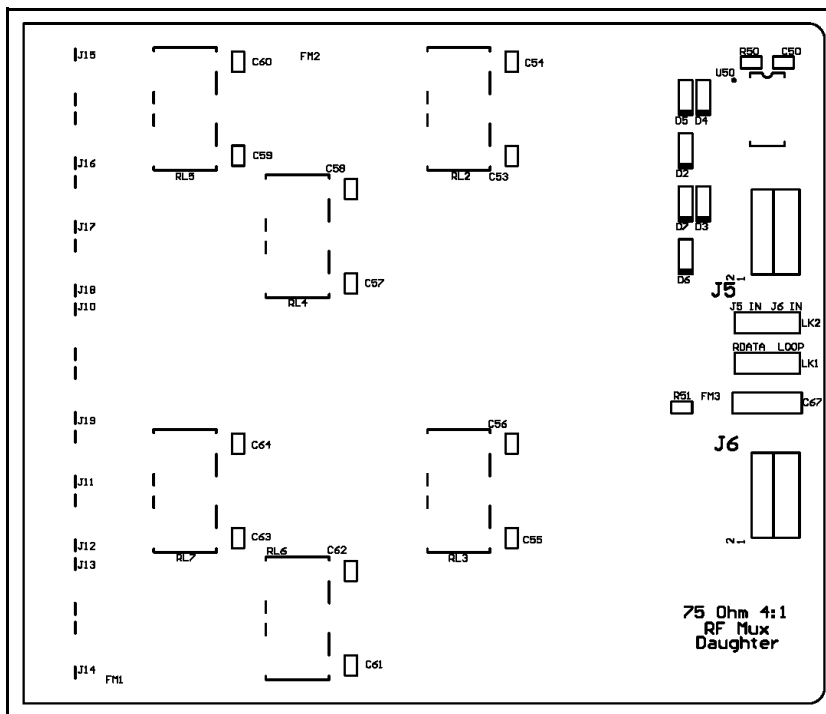 J15
C60
FM2
C54
R50 C50
U50
D5 D4
J16
C59
C58
RL5
RL2 C53
D2
J17
D7 D3
C57
D6
J18
J10
RL4
2
1
J5
J5 IN J6 IN
LK2
RDATA LOOP
LK1
R51 FM3
C67
J19
C64
C56
J6
J11
J12
C63
RL6 C62
C55
2
1
RL7
RL3
J13
75 Ohm 4:1
RF Mux
Daughter
J14
FM1
C61